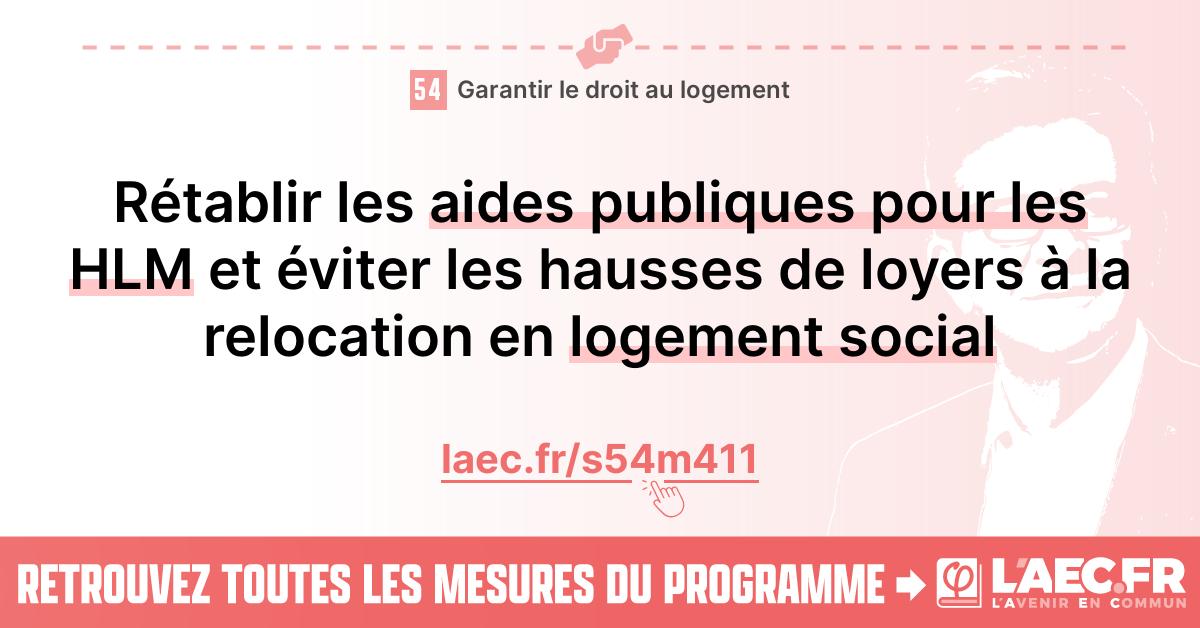 54 Garantir le droit au logement
Rétablir les aides publiques pour les
HLM et éviter les hausses de loyers à la
relocation en logement social
laec.fr/s54m411
RETROUVEZ TOUTES LES MESURES DU PROGRAMME
L'AEC.FR
L'AVENIR EN COMMUN